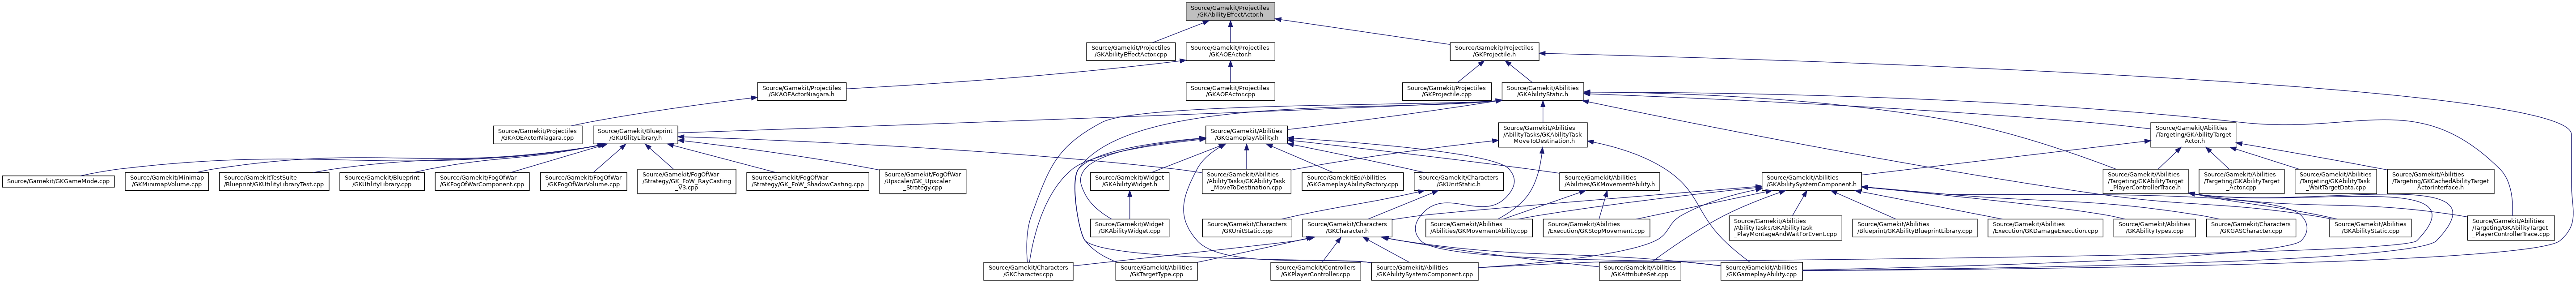 Source/Gamekit/Projectiles
/GKAbilityEffectActor.h
Source/Gamekit/Projectiles
/GKAbilityEffectActor.cpp
Source/Gamekit/Projectiles
/GKAOEActor.h
Source/Gamekit/Projectiles
/GKProjectile.h
Source/Gamekit/Projectiles
/GKAOEActorNiagara.h
Source/Gamekit/Projectiles
/GKAOEActor.cpp
Source/Gamekit/Projectiles
/GKProjectile.cpp
Source/Gamekit/Abilities
/GKAbilityStatic.h
Source/Gamekit/Projectiles
/GKAOEActorNiagara.cpp
Source/Gamekit/Blueprint
/GKUtilityLibrary.h
Source/Gamekit/Abilities
/GKGameplayAbility.h
Source/Gamekit/Abilities
/AbilityTasks/GKAbilityTask
_MoveToDestination.h
Source/Gamekit/Abilities
/Targeting/GKAbilityTarget
_Actor.h
Source/Gamekit/GKGameMode.cpp
Source/Gamekit/Minimap
/GKMinimapVolume.cpp
Source/GamekitTestSuite
/Blueprint/GKUtilityLibraryTest.cpp
Source/Gamekit/Blueprint
/GKUtilityLibrary.cpp
Source/Gamekit/FogOfWar
/GKFogOfWarComponent.cpp
Source/Gamekit/FogOfWar
/GKFogOfWarVolume.cpp
Source/Gamekit/FogOfWar
/Strategy/GK_FoW_RayCasting
_V3.cpp
Source/Gamekit/FogOfWar
/Strategy/GK_FoW_ShadowCasting.cpp
Source/Gamekit/FogOfWar
/Upscaler/GK_Upscaler
_Strategy.cpp
Source/Gamekit/Widget
/GKAbilityWidget.h
Source/Gamekit/Abilities
/AbilityTasks/GKAbilityTask
_MoveToDestination.cpp
Source/GamekitEd/Abilities
/GKGameplayAbilityFactory.cpp
Source/Gamekit/Characters
/GKUnitStatic.h
Source/Gamekit/Abilities
/Abilities/GKMovementAbility.h
Source/Gamekit/Abilities
/GKAbilitySystemComponent.h
Source/Gamekit/Abilities
/Targeting/GKAbilityTarget
_PlayerControllerTrace.h
Source/Gamekit/Abilities
/Targeting/GKAbilityTarget
_Actor.cpp
Source/Gamekit/Abilities
/Targeting/GKAbilityTask
_WaitTargetData.cpp
Source/Gamekit/Abilities
/Targeting/GKCachedAbilityTarget
ActorInterface.h
Source/Gamekit/Widget
/GKAbilityWidget.cpp
Source/Gamekit/Characters
/GKUnitStatic.cpp
Source/Gamekit/Characters
/GKCharacter.h
Source/Gamekit/Abilities
/Abilities/GKMovementAbility.cpp
Source/Gamekit/Abilities
/Execution/GKStopMovement.cpp
Source/Gamekit/Abilities
/AbilityTasks/GKAbilityTask
_PlayMontageAndWaitForEvent.cpp
Source/Gamekit/Abilities
/Blueprint/GKAbilityBlueprintLibrary.cpp
Source/Gamekit/Abilities
/Execution/GKDamageExecution.cpp
Source/Gamekit/Abilities
/GKAbilityTypes.cpp
Source/Gamekit/Characters
/GKGASCharacter.cpp
Source/Gamekit/Abilities
/GKAbilityStatic.cpp
Source/Gamekit/Abilities
/Targeting/GKAbilityTarget
_PlayerControllerTrace.cpp
Source/Gamekit/Characters
/GKCharacter.cpp
Source/Gamekit/Abilities
/GKTargetType.cpp
Source/Gamekit/Controllers
/GKPlayerController.cpp
Source/Gamekit/Abilities
/GKAbilitySystemComponent.cpp
Source/Gamekit/Abilities
/GKAttributeSet.cpp
Source/Gamekit/Abilities
/GKGameplayAbility.cpp